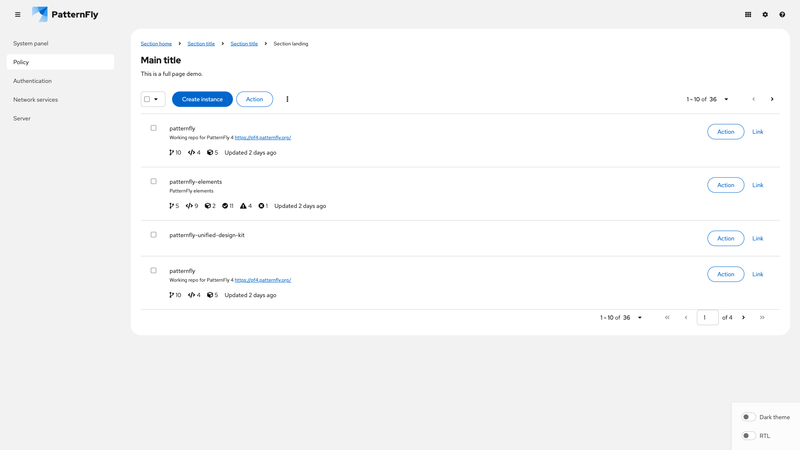 PatternFly
System panel
Policy
Authentication
Network services
Server
Section home Section title Section title Section landing
Main title
This is a full page demo.
Create instance Action 1 - 10 of 36
patternfly
Working repo for PatternFly 4 https://pf4.patternfly.org/
10 4 5 Updated 2 days ago
Action Link
patternfly-elements
PatternFly elements
5 9 2 11 4 1 Updated 2 days ago
Action Link
patternfly-unified-design-kit
Action Link
patternfly
Working repo for PatternFly 4 https://pf4.patternfly.org/
10 4 5 Updated 2 days ago
Action Link
1 - 10 of 36 1 of 4
Dark theme
RTL